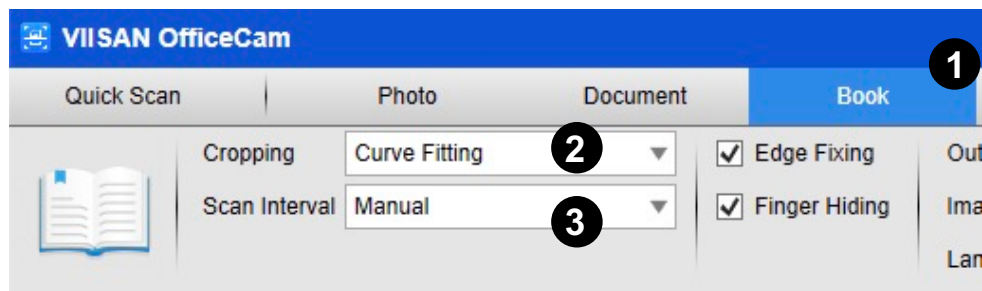 VIISAN OfficeCam
1
Quick Scan Photo Document Book
Cropping Curve Fitting 2 Edge Fixing Out
Scan Interval Manual 3 Finger Hiding Ima
Lan